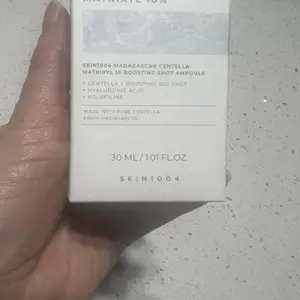 MATRIXYL 10%
SKIN1004 MADAGASCAR CENTELLA
MATRIXYL 10 BOOSTING SHOT AMPOULE
+ CENTELLA + BOOSTING 300 SHOT
+ HYALURONIC ACID
+ VOLUFILINE
MADE WITH PURE CENTELLA
FROM MADAGASCAR
30 ML / 1.01 FL.OZ.
SKIN1004